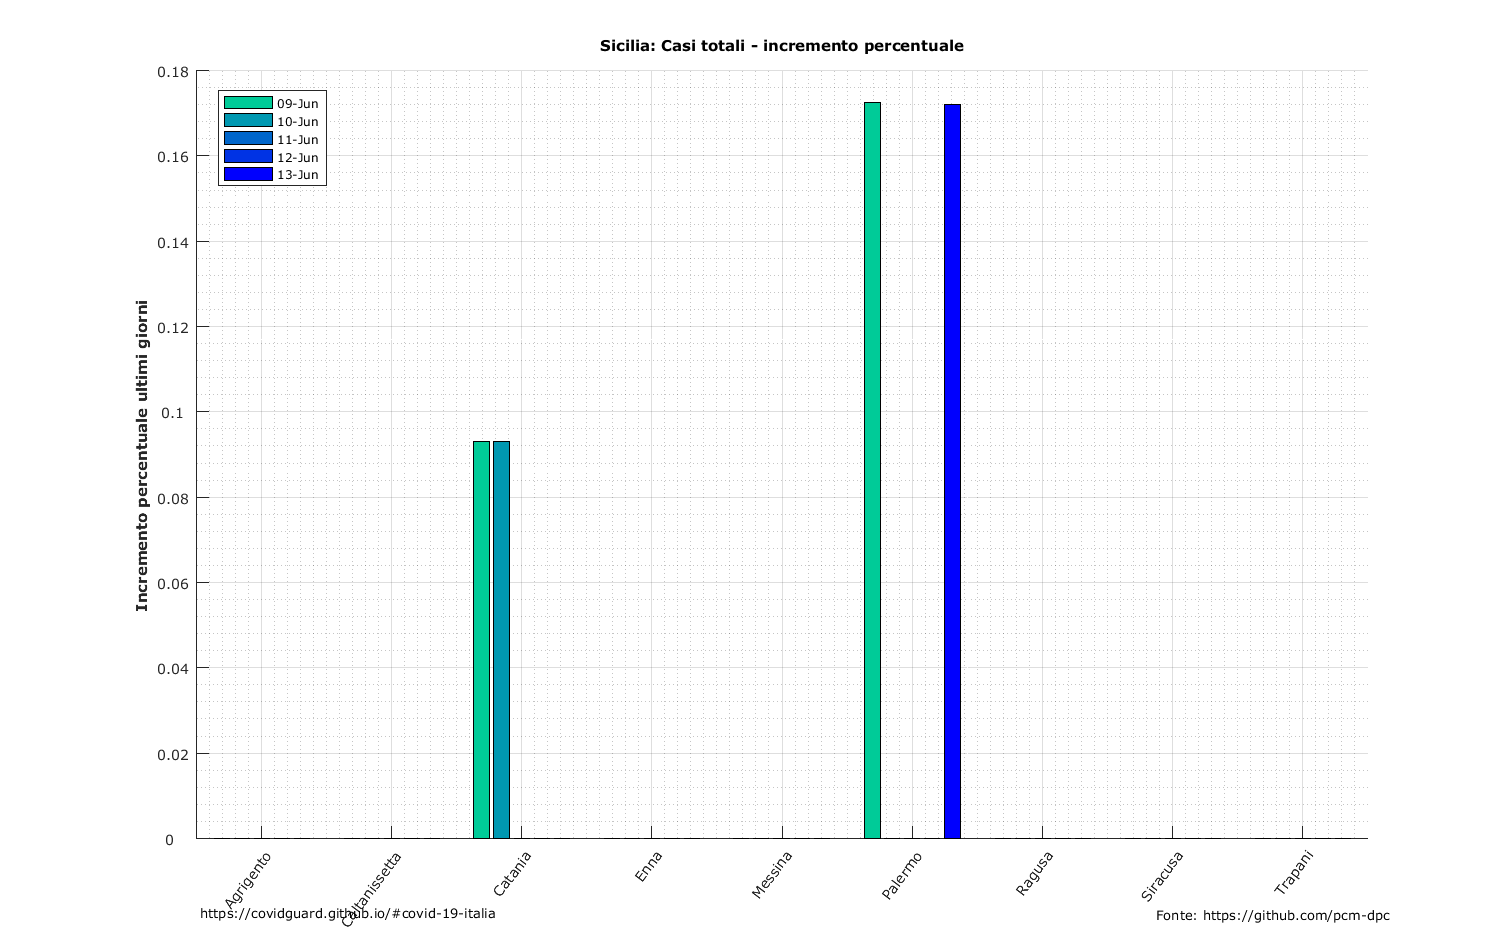 Sicilia: Casi totali - incremento percentuale
Incremento percentuale ultimi giorni
0.18
0.16
0.14
0.12
0.1
0.08
0.06
0.04
0.02
0
09-Jun
10-Jun
11-Jun
12-Jun
13-Jun
Agrigento
Caltanissetta
Catania
Enna
Messina
Palermo
Ragusa
Siracusa
Trapani
https://covidguard.github.io/#covid-19-italia
Fonte: https://github.com/pcm-dpc